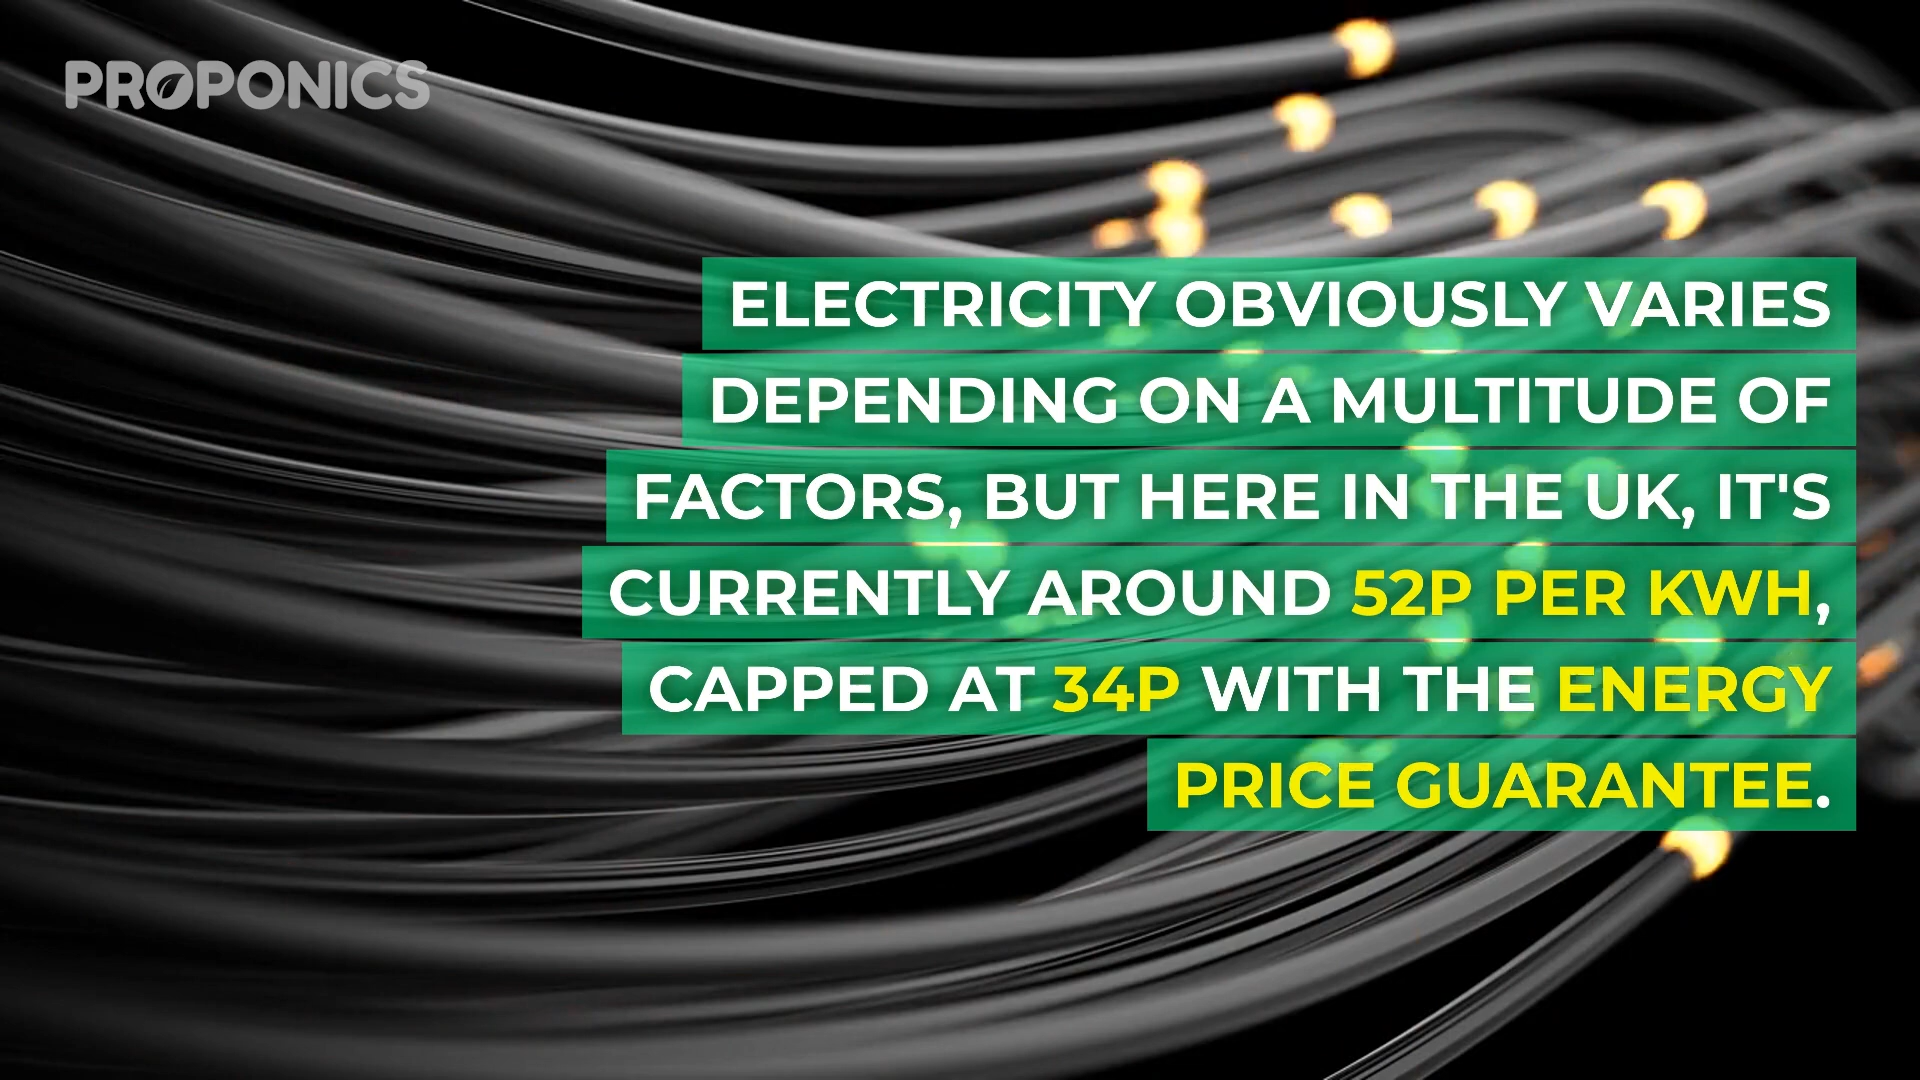 PROPONICS
ELECTRICITY OBVIOUSLY VARIES
DEPENDING ON A MULTITUDE OF
FACTORS, BUT HERE IN THE UK, IT'S
CURRENTLY AROUND 52P PER KWH,
CAPPED AT 34P WITH THE ENERGY
PRICE GUARANTEE.